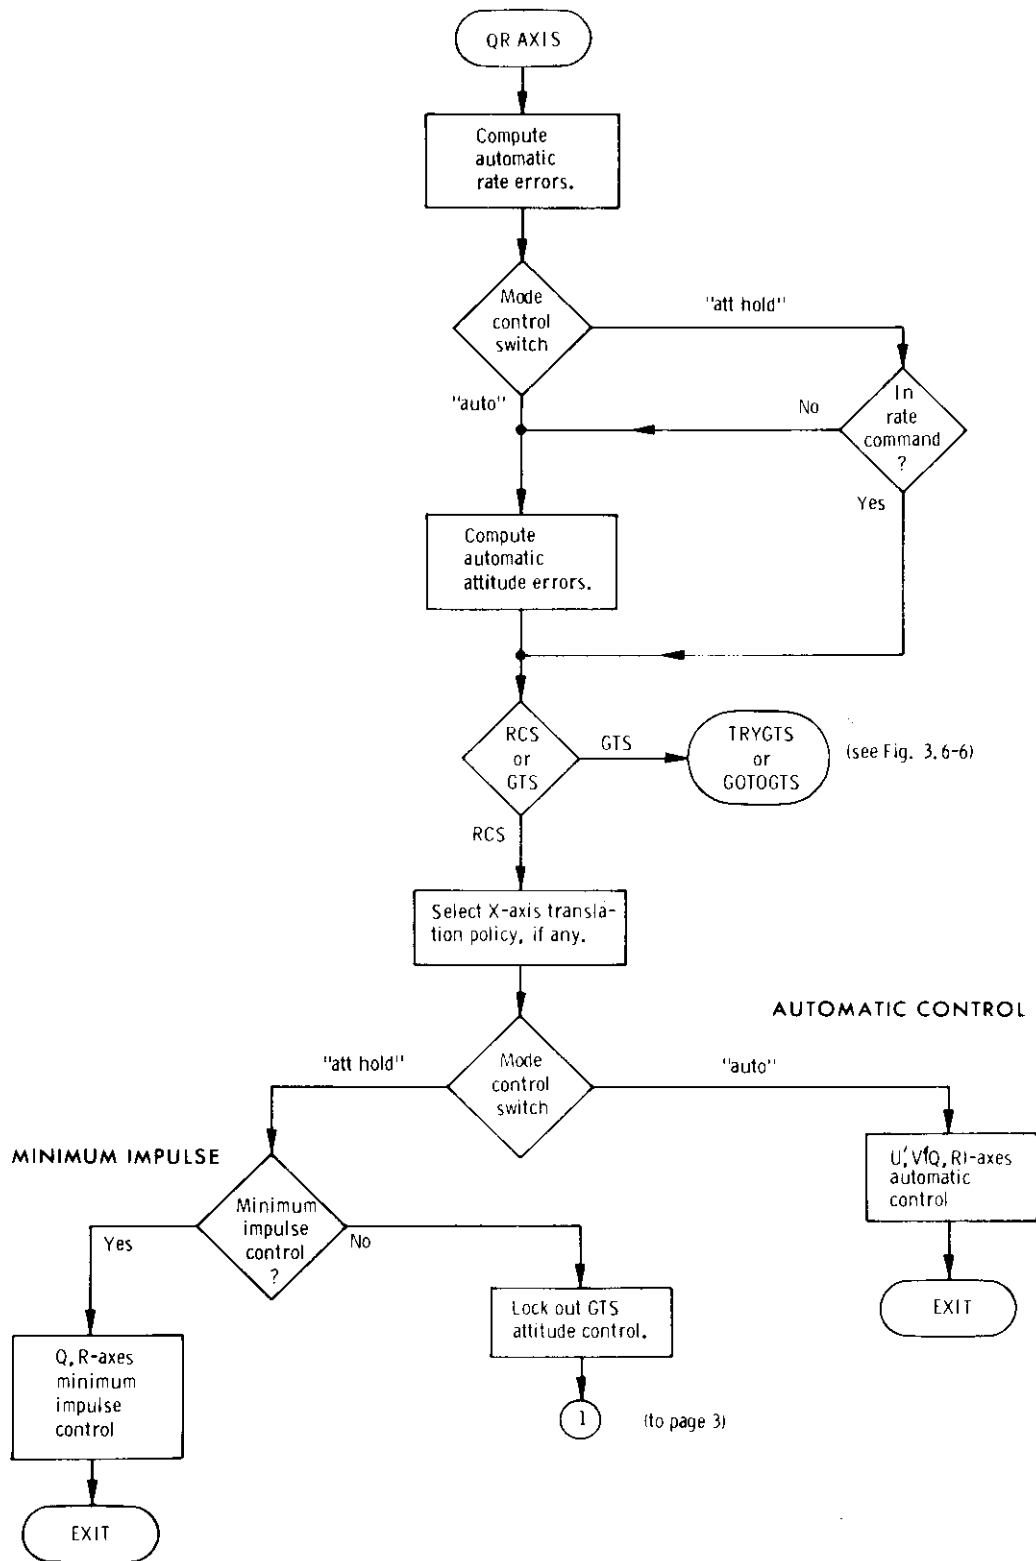 QR AXIS
Compute
automatic
rate errors.
Mode
control
switch
"att hold"
"auto"
In
rate
command
?
No
Yes
Compute
automatic
attitude errors.
RCS
or
GTS
GTS
TRYGTS
or
GOTOGTS
(see Fig. 3.6-6)
RCS
Select X-axis transla-
tion policy, if any.
AUTOMATIC CONTROL
Mode
control
switch
"att hold"
"auto"
MINIMUM IMPULSE
Minimum
impulse
control
?
Yes
No
U',V'(Q, R)-axes
automatic
control
EXIT
Lock out GTS
attitude control.
Q, R-axes
minimum
impulse
control
1
(to page 3)
EXIT